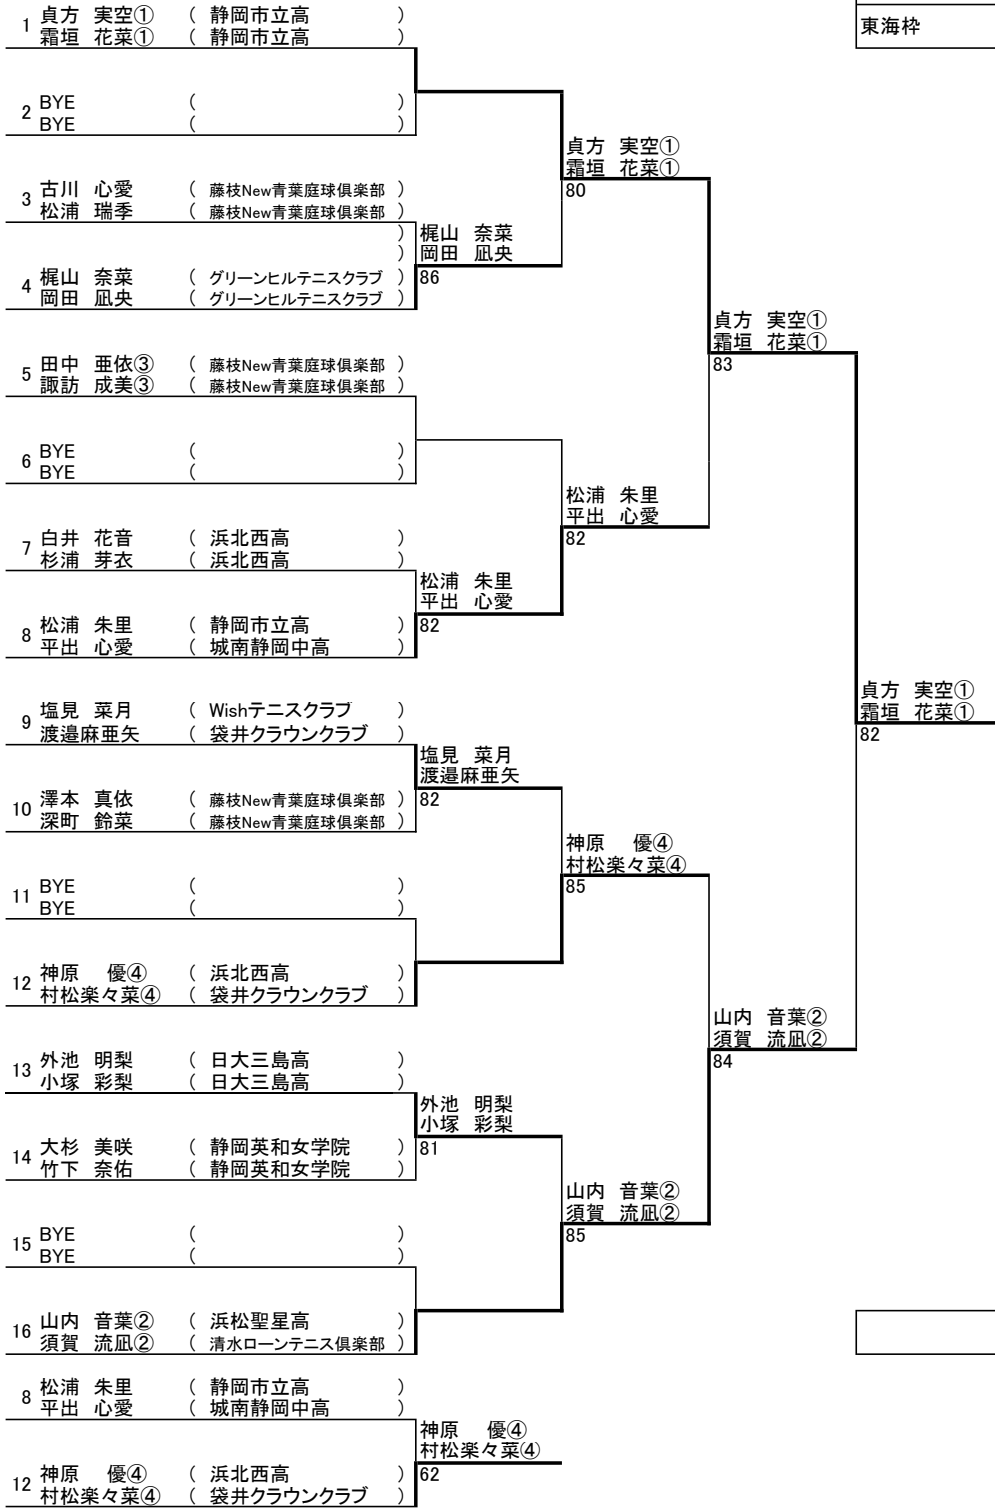 東海枠
1 貞方 実空① ( 静岡市立高 )
霜垣 花菜① ( 静岡市立高 )
2 BYE ( )
BYE ( )
貞方 実空①
霜垣 花菜①
80
3 古川 心愛 ( 藤枝New青葉庭球倶楽部 )
松浦 瑞季 ( 藤枝New青葉庭球倶楽部 )
)
)
梶山 奈菜
岡田 凪央
86
4 梶山 奈菜 ( グリーンヒルテニスクラブ )
岡田 凪央 ( グリーンヒルテニスクラブ )
貞方 実空①
霜垣 花菜①
83
5 田中 亜依③ ( 藤枝New青葉庭球倶楽部 )
諏訪 成美③ ( 藤枝New青葉庭球倶楽部 )
6 BYE ( )
BYE ( )
松浦 朱里
平出 心愛
82
7 白井 花音 ( 浜北西高 )
杉浦 芽衣 ( 浜北西高 )
松浦 朱里
平出 心愛
82
8 松浦 朱里 ( 静岡市立高 )
平出 心愛 ( 城南静岡中高 )
貞方 実空①
霜垣 花菜①
82
9 塩見 菜月 ( Wishテニスクラブ )
渡邉麻亜矢 ( 袋井クラウンクラブ )
塩見 菜月
渡邉麻亜矢
82
10 澤本 真依 ( 藤枝New青葉庭球倶楽部 )
深町 鈴菜 ( 藤枝New青葉庭球倶楽部 )
神原 優④
村松楽々菜④
85
11 BYE ( )
BYE ( )
12 神原 優④ ( 浜北西高 )
村松楽々菜④ ( 袋井クラウンクラブ )
山内 音葉②
須賀 流凪②
84
13 外池 明梨 ( 日大三島高 )
小塚 彩梨 ( 日大三島高 )
外池 明梨
小塚 彩梨
81
14 大杉 美咲 ( 静岡英和女学院 )
竹下 奈佑 ( 静岡英和女学院 )
山内 音葉②
須賀 流凪②
85
15 BYE ( )
BYE ( )
16 山内 音葉② ( 浜松聖星高 )
須賀 流凪② ( 清水ローンテニス倶楽部 )
8 松浦 朱里 ( 静岡市立高 )
平出 心愛 ( 城南静岡中高 )
神原 優④
村松楽々菜④
62
12 神原 優④ ( 浜北西高 )
村松楽々菜④ ( 袋井クラウンクラブ )